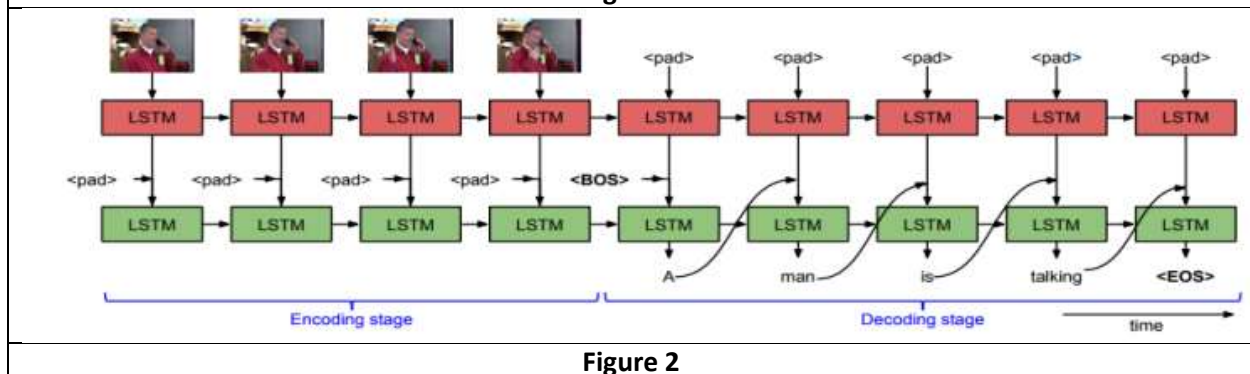 <pad> <pad> <pad> <pad> <pad>
LSTM LSTM LSTM LSTM LSTM LSTM LSTM LSTM LSTM
<pad> <pad> <pad> <pad> <BOS>
LSTM LSTM LSTM LSTM LSTM LSTM LSTM LSTM LSTM
A man is talking <EOS>
Encoding stage Decoding stage time
Figure 2